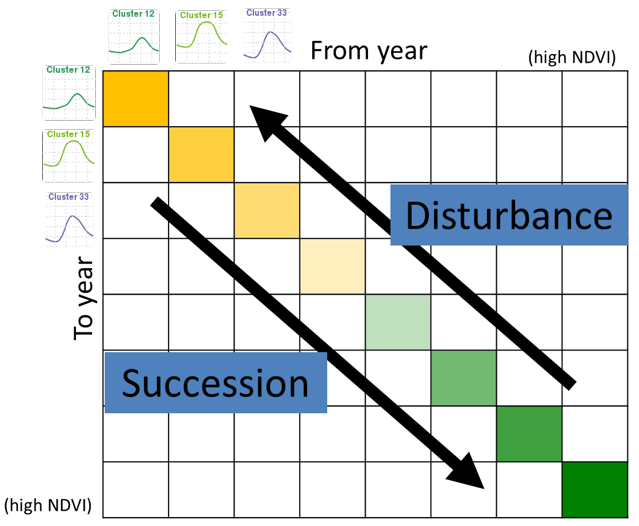 Cluster 12
Cluster 15
Cluster 33
From year
(high NDVI)
Cluster 12
Cluster 15
Cluster 33
Disturbance
To year
Succession
(high NDVI)